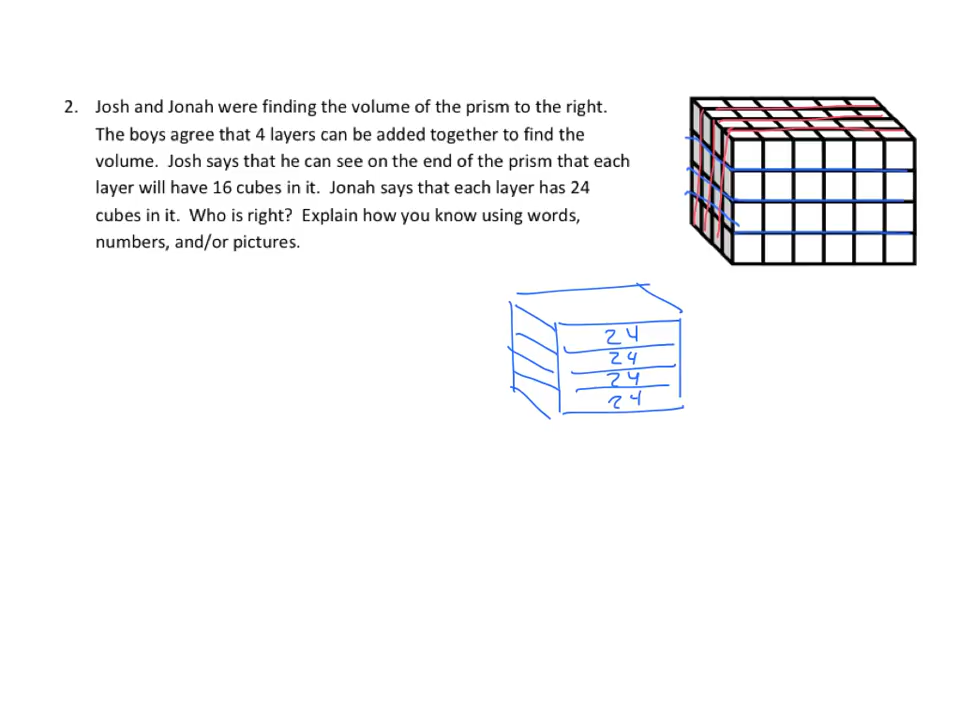 2. Josh and Jonah were finding the volume of the prism to the right.
The boys agree that 4 layers can be added together to find the
volume. Josh says that he can see on the end of the prism that each
layer will have 16 cubes in it. Jonah says that each layer has 24
cubes in it. Who is right? Explain how you know using words,
numbers, and/or pictures.
24
24
24
24